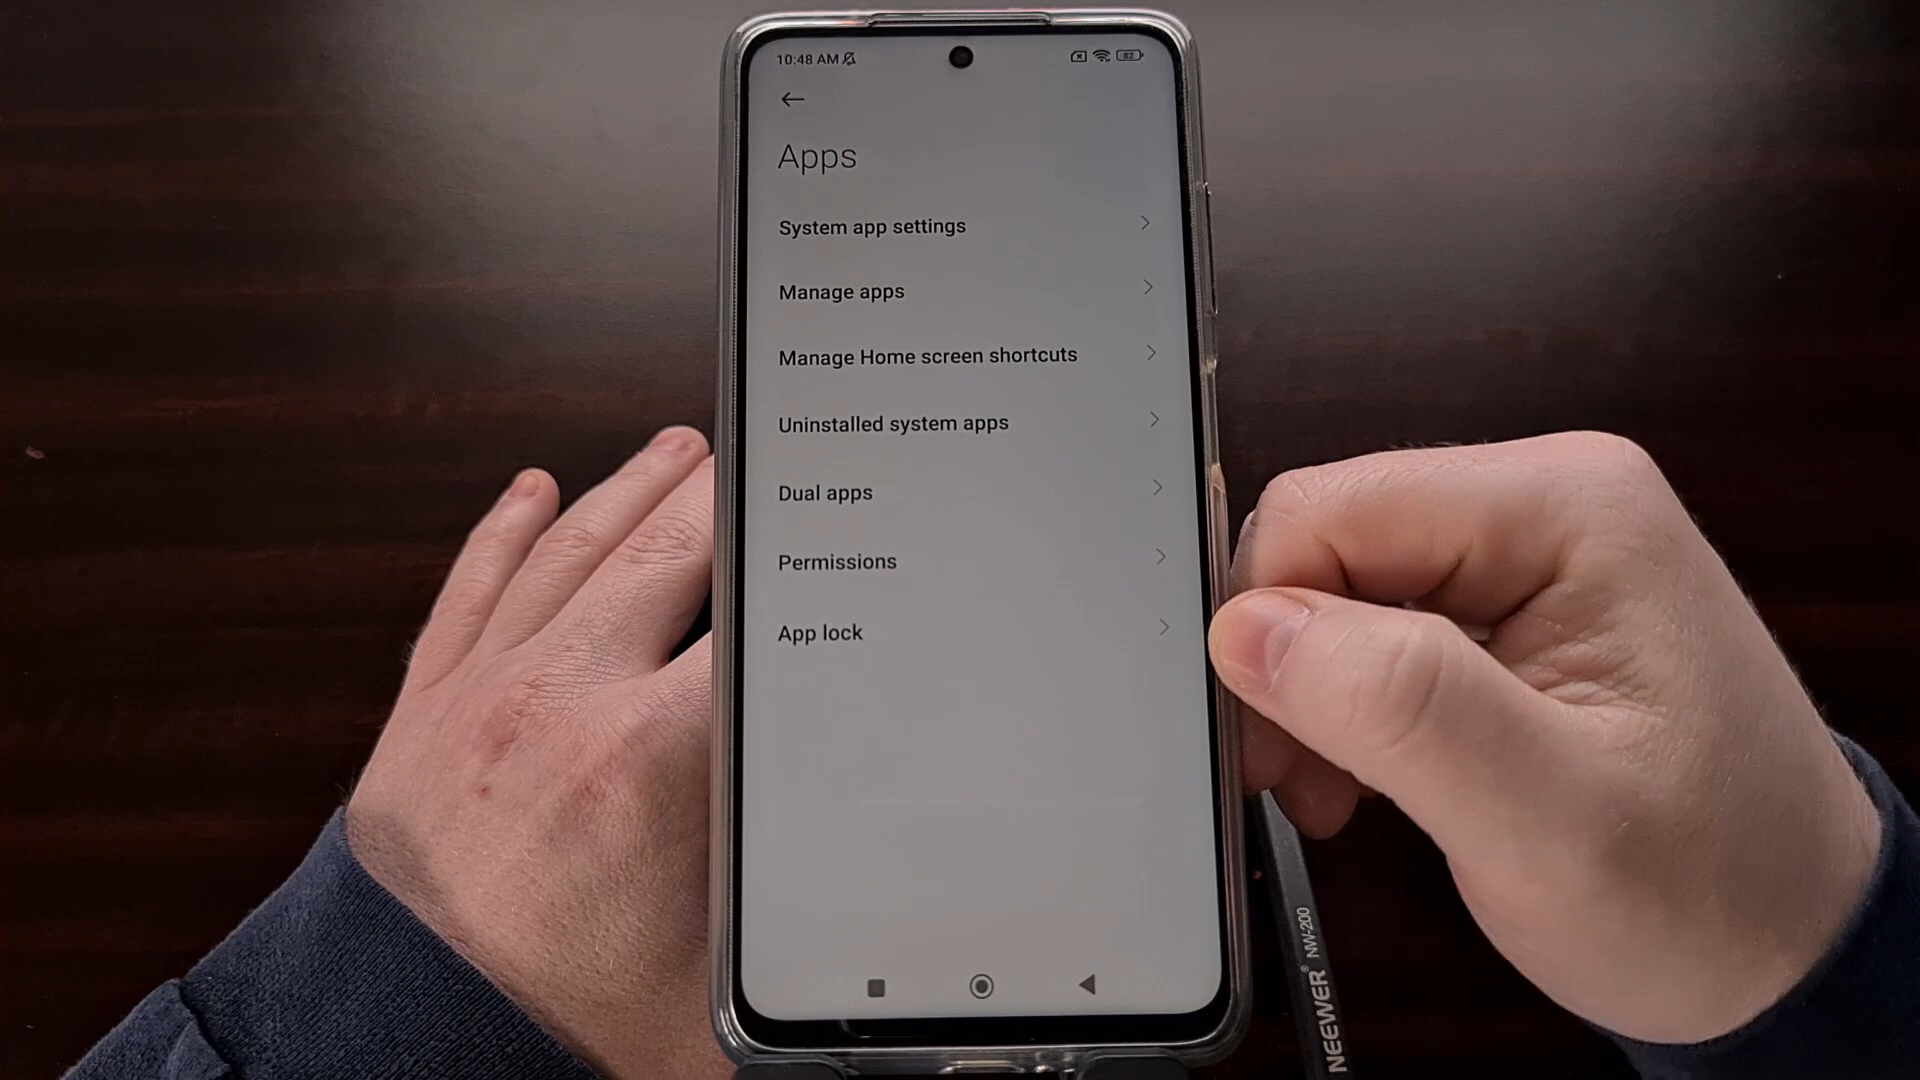 10:48 AM
82
Apps
System app settings
Manage apps
Manage Home screen shortcuts
Uninstalled system apps
Dual apps
Permissions
App lock
NEEWER® NW-200